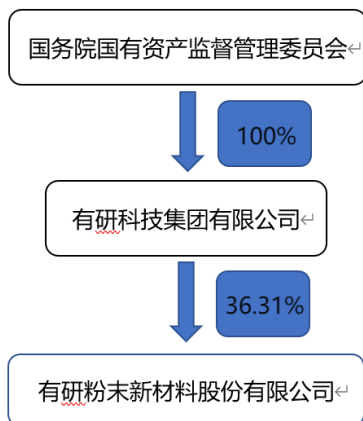 国务院国有资产监督管理委员会
100%
有研科技集团有限公司
36.31%
有研粉末新材料股份有限公司